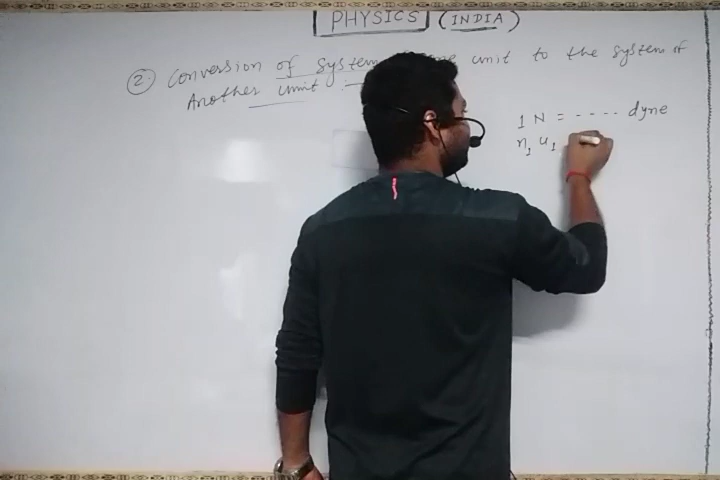 PHYSICS (INDIA)
② Conversion of system unit to the system of
Another unit :-
1 N = ---- dyne
n₁ u₁